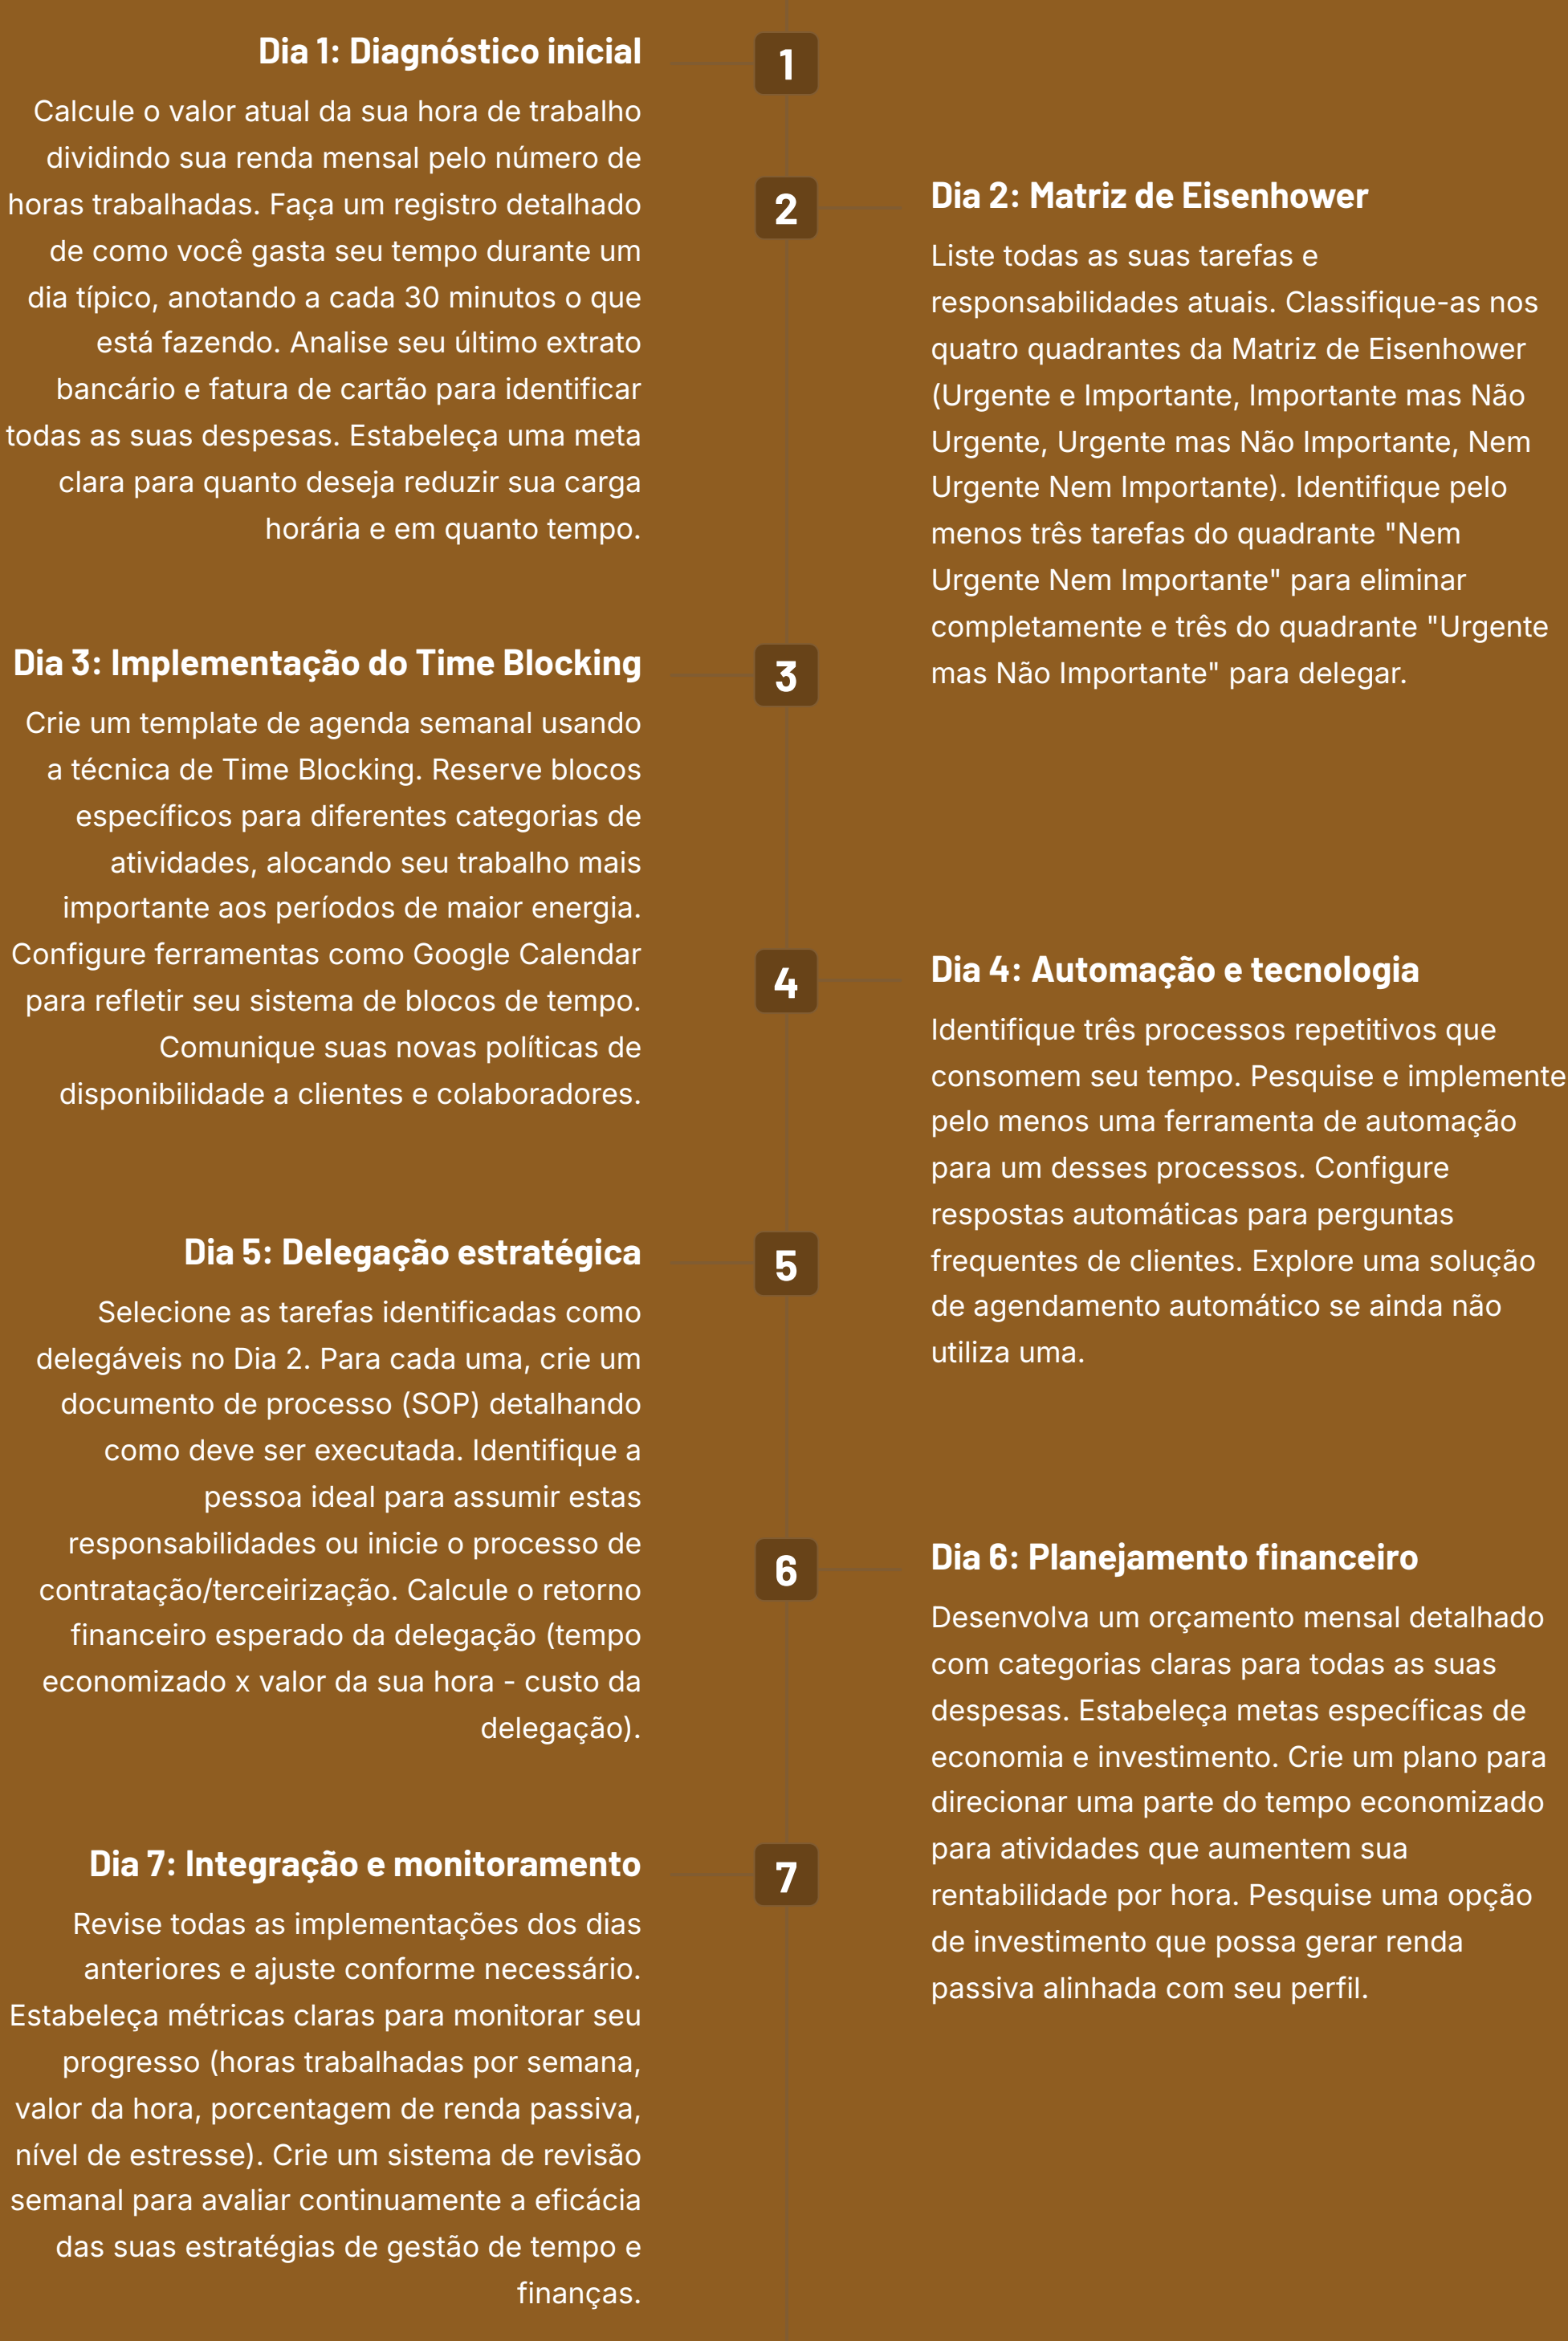 Dia 1: Diagnóstico inicial
1
Calcule o valor atual da sua hora de trabalho
dividindo sua renda mensal pelo número de
horas trabalhadas. Faça um registro detalhado
de como você gasta seu tempo durante um
dia típico, anotando a cada 30 minutos o que
está fazendo. Analise seu último extrato
bancário e fatura de cartão para identificar
todas as suas despesas. Estabeleça uma meta
clara para quanto deseja reduzir sua carga
horária e em quanto tempo.
2
Dia 2: Matriz de Eisenhower
Liste todas as suas tarefas e
responsabilidades atuais. Classifique-as nos
quatro quadrantes da Matriz de Eisenhower
(Urgente e Importante, Importante mas Não
Urgente, Urgente mas Não Importante, Nem
Urgente Nem Importante). Identifique pelo
menos três tarefas do quadrante "Nem
Urgente Nem Importante" para eliminar
completamente e três do quadrante "Urgente
mas Não Importante" para delegar.
Dia 3: Implementação do Time Blocking
3
Crie um template de agenda semanal usando
a técnica de Time Blocking. Reserve blocos
específicos para diferentes categorias de
atividades, alocando seu trabalho mais
importante aos períodos de maior energia.
Configure ferramentas como Google Calendar
para refletir seu sistema de blocos de tempo.
Comunique suas novas políticas de
disponibilidade a clientes e colaboradores.
4
Dia 4: Automação e tecnologia
Identifique três processos repetitivos que
consomem seu tempo. Pesquise e implemente
pelo menos uma ferramenta de automação
para um desses processos. Configure
respostas automáticas para perguntas
frequentes de clientes. Explore uma solução
de agendamento automático se ainda não
utiliza uma.
Dia 5: Delegação estratégica
5
Selecione as tarefas identificadas como
delegáveis no Dia 2. Para cada uma, crie um
documento de processo (SOP) detalhando
como deve ser executada. Identifique a
pessoa ideal para assumir estas
responsabilidades ou inicie o processo de
contratação/terceirização. Calcule o retorno
financeiro esperado da delegação (tempo
economizado x valor da sua hora - custo da
delegação).
6
Dia 6: Planejamento financeiro
Desenvolva um orçamento mensal detalhado
com categorias claras para todas as suas
despesas. Estabeleça metas específicas de
economia e investimento. Crie um plano para
direcionar uma parte do tempo economizado
para atividades que aumentem sua
rentabilidade por hora. Pesquise uma opção
de investimento que possa gerar renda
passiva alinhada com seu perfil.
Dia 7: Integração e monitoramento
7
Revise todas as implementações dos dias
anteriores e ajuste conforme necessário.
Estabeleça métricas claras para monitorar seu
progresso (horas trabalhadas por semana,
valor da hora, porcentagem de renda passiva,
nível de estresse). Crie um sistema de revisão
semanal para avaliar continuamente a eficácia
das suas estratégias de gestão de tempo e
finanças.